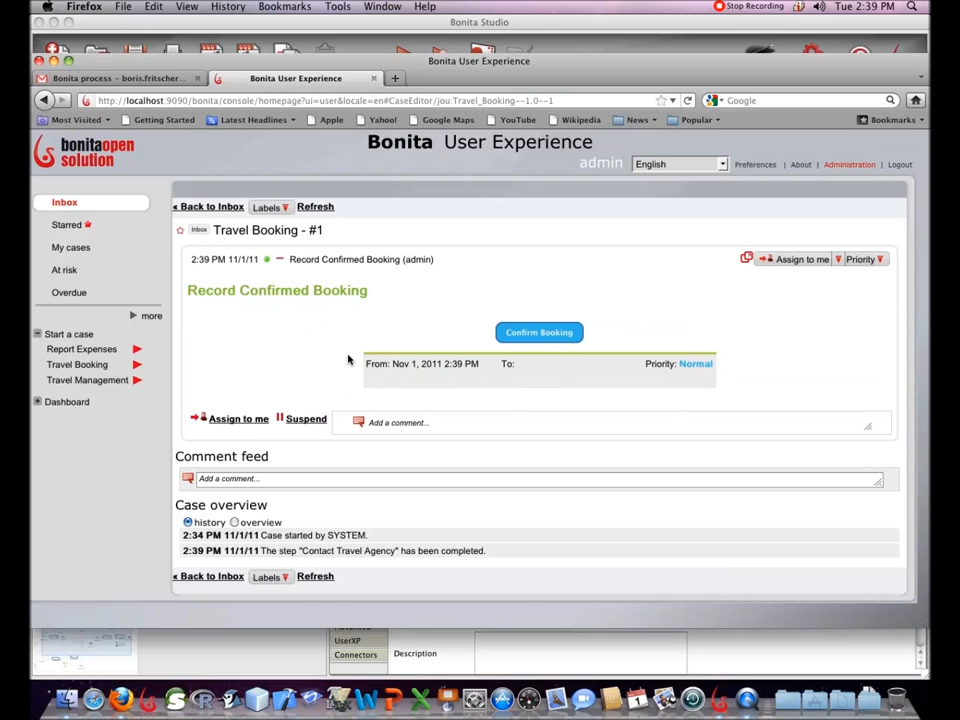 Firefox File Edit View History Bookmarks Tools Window Help Stop Recording Tue 2:39 PM
Bonita Studio
Bonita User Experience
Bonita process - boris.fritscher... Bonita User Experience
http://localhost:9090/bonita/console/homepage?ui=user&locale=en#CaseEditor/jou:Travel_Booking--1.0--1 Google
Most Visited Getting Started Latest Headlines Apple Yahoo! Google Maps YouTube Wikipedia News Popular Bookmarks
bonitaopen
solution
Bonita User Experience
admin English Preferences About Administration Logout
Inbox
Starred
My cases
At risk
Overdue
more
Start a case
Report Expenses
Travel Booking
Travel Management
Dashboard
« Back to Inbox Labels Refresh
Inbox Travel Booking - #1
2:39 PM 11/1/11 Record Confirmed Booking (admin) Assign to me Priority
Record Confirmed Booking
Confirm Booking
From: Nov 1, 2011 2:39 PM To: Priority: Normal
Assign to me Suspend Add a comment...
Comment feed
Add a comment...
Case overview
history overview
2:34 PM 11/1/11 Case started by SYSTEM.
2:39 PM 11/1/11 The step "Contact Travel Agency" has been completed.
« Back to Inbox Labels Refresh
UserXP
Connectors Description